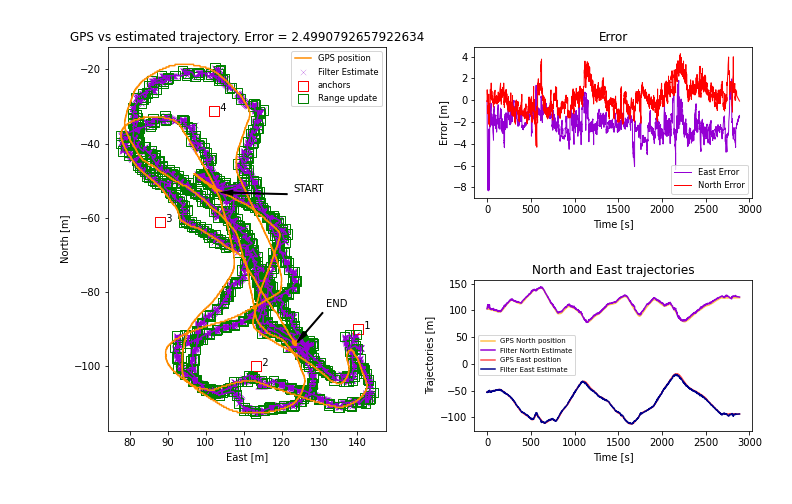 GPS vs estimated trajectory. Error = 2.4990792657922634
GPS position
Filter Estimate
anchors
Range update
4
START
3
END
1
2
−20
−40
−60
−80
−100
North [m]
80 90 100 110 120 130 140
East [m]
Error
4
2
0
−2
−4
−6
−8
Error [m]
East Error
North Error
0 500 1000 1500 2000 2500 3000
Time [s]
North and East trajectories
150
100
50
0
−50
−100
Trajectories [m]
GPS North position
Filter North Estimate
GPS East position
Filter East Estimate
0 500 1000 1500 2000 2500 3000
Time [s]